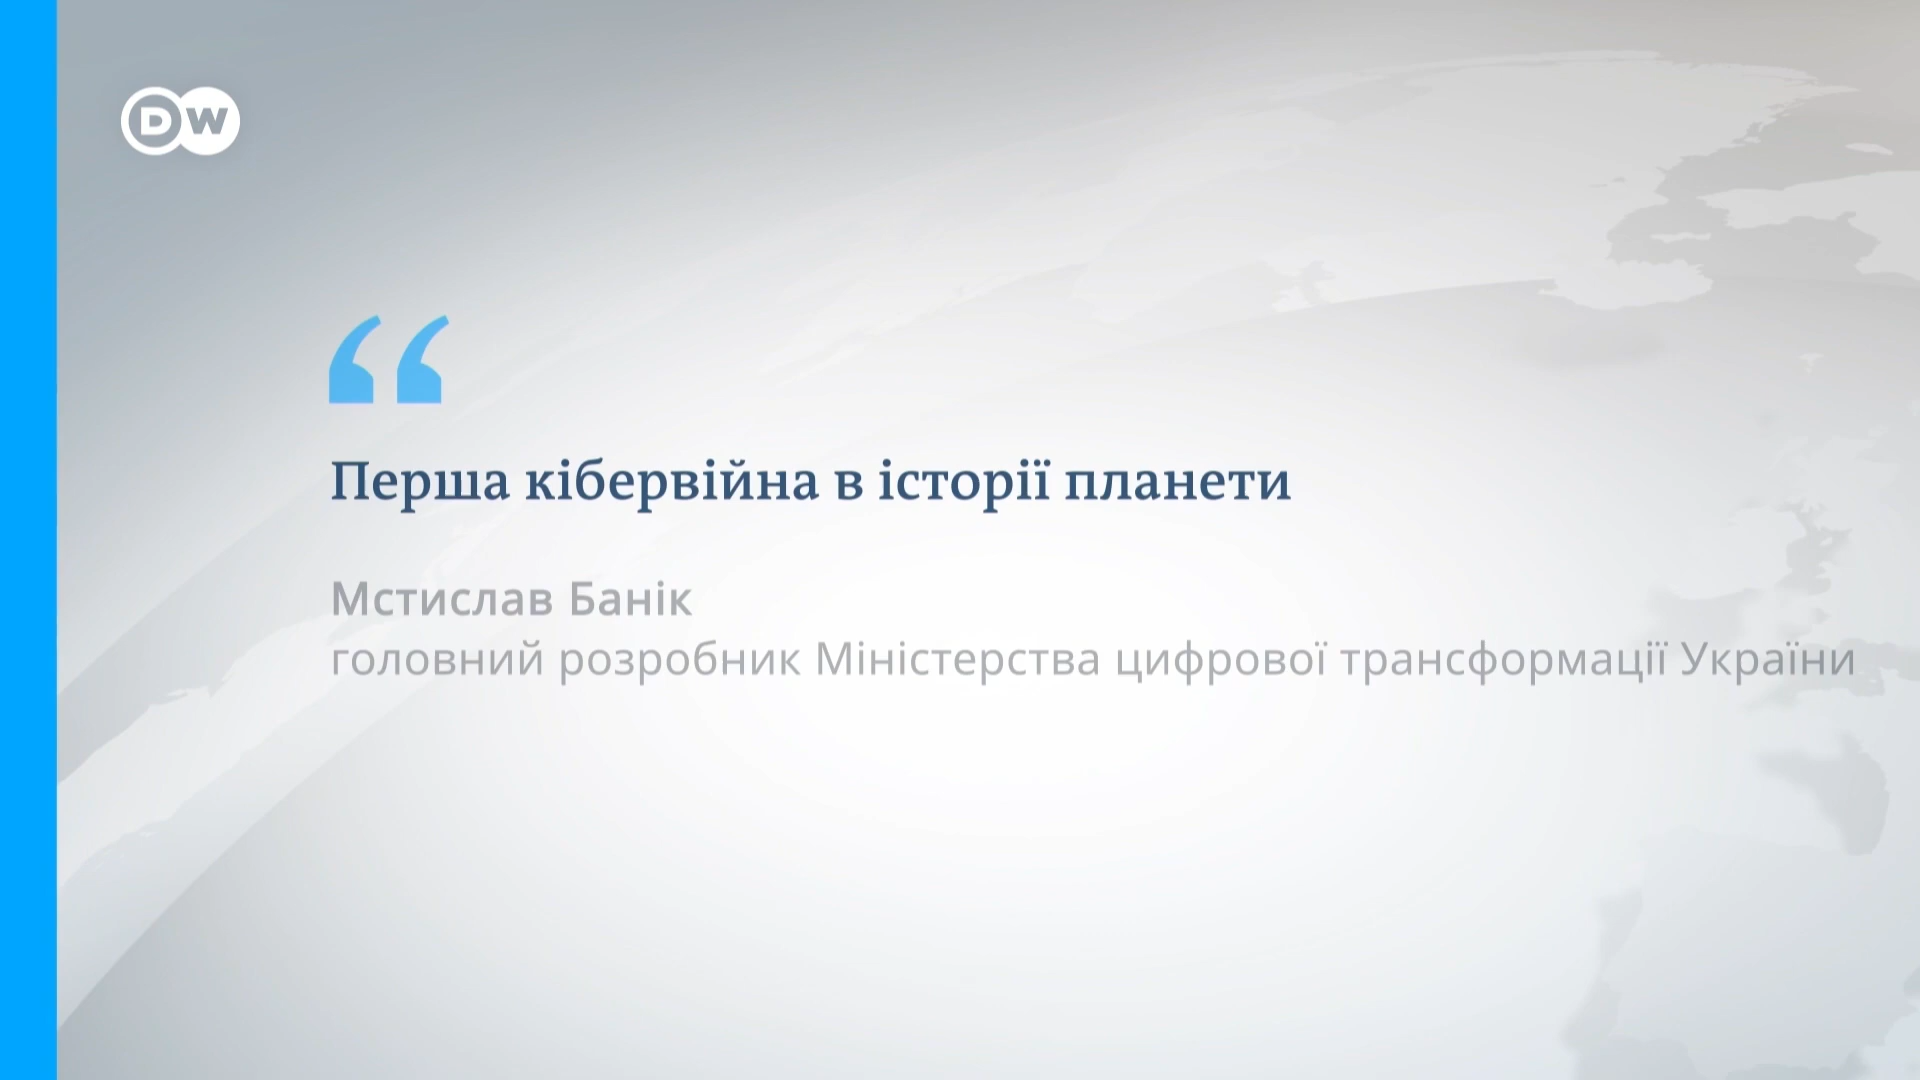 DW
“
Перша кібервійна в історії планети
Мстислав Банік
головний розробник Міністерства цифрової трансформації України